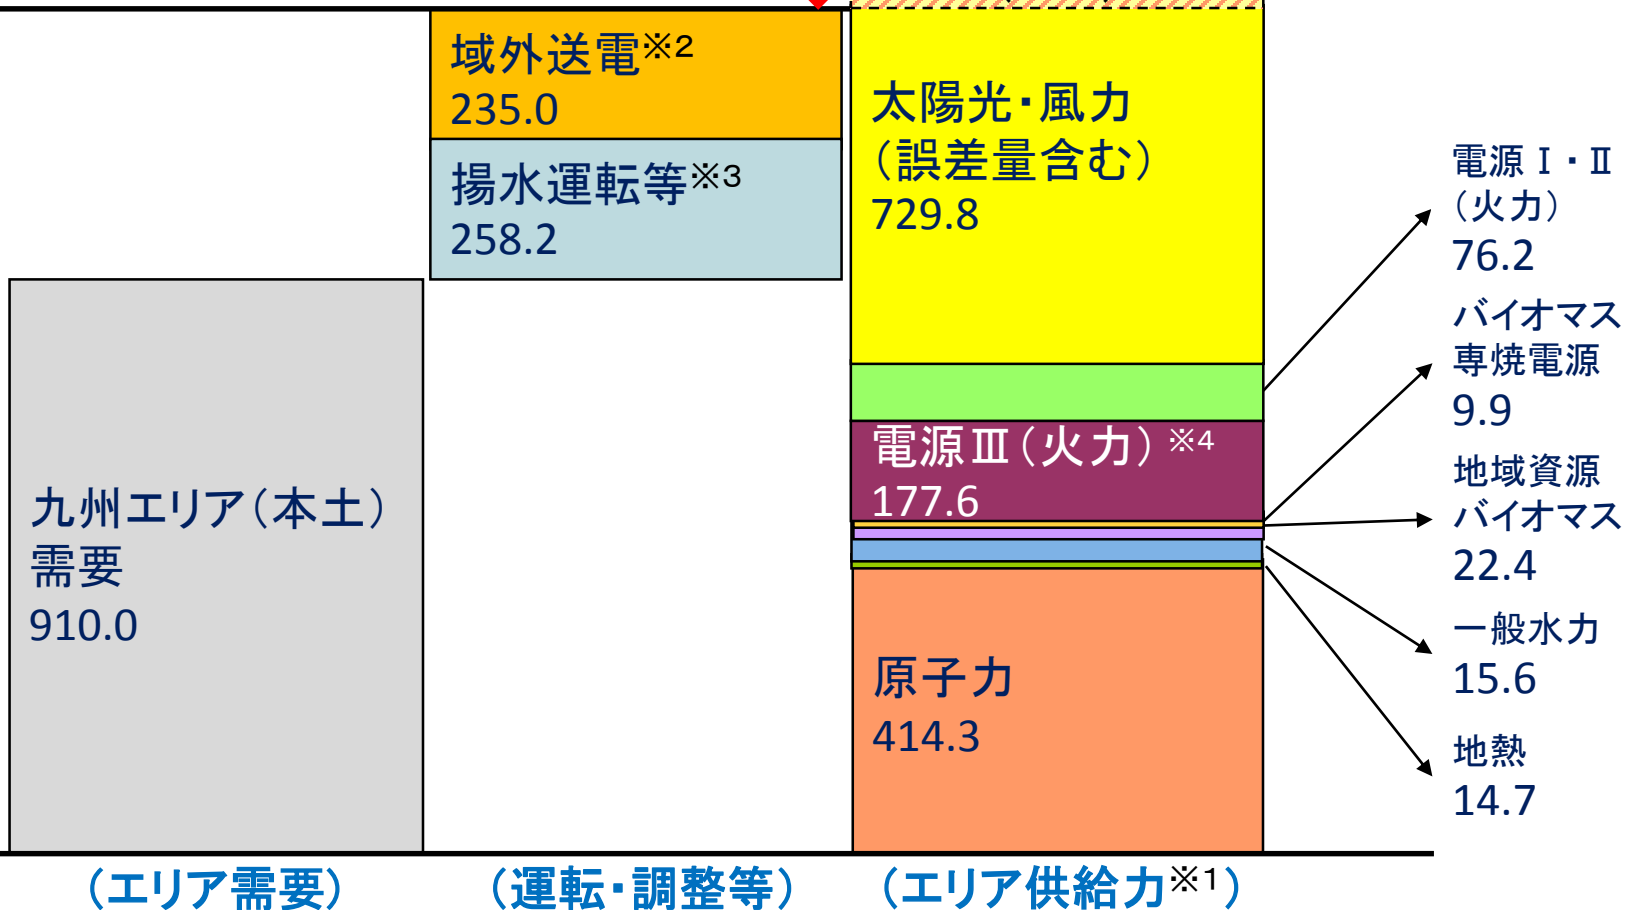 域外送電※2
235.0
揚水運転等※3
258.2
九州エリア(本土)
需要
910.0
太陽光・風力
(誤差量含む)
729.8
電源Ⅲ(火力)※4
177.6
原子力
414.3
電源Ⅰ・Ⅱ
(火力)
76.2
バイオマス
専焼電源
9.9
地域資源
バイオマス
22.4
一般水力
15.6
地熱
14.7
(エリア需要)
(運転・調整等)
(エリア供給力※1)